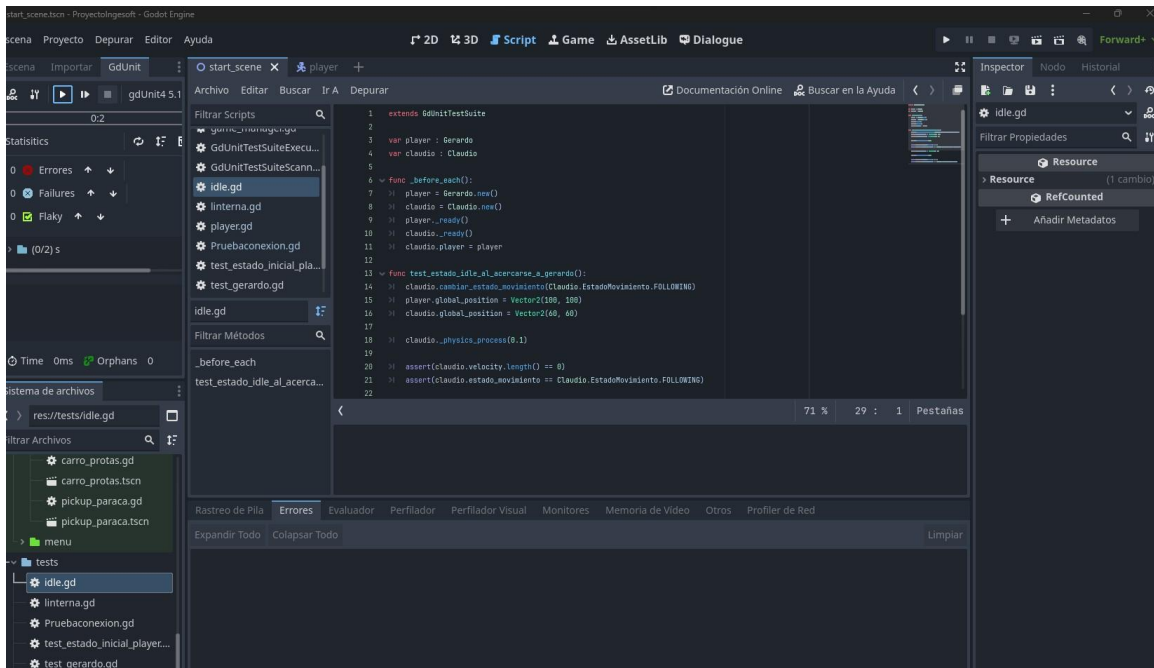 start_scene.tscn - ProyectoIngesoft - Godot Engine
scena Proyecto Depurar Editor Ayuda
2D 3D Script Game AssetLib Dialogue
Forward+
Escena Importar GdUnit
gdUnit4 5.1
0:2
Statisitics
0 Errores
0 Failures
0 Flaky
(0/2) s
Time 0ms Orphans 0
Sistema de archivos
res://tests/idle.gd
Filtrar Archivos
carro_protas.gd
carro_protas.tscn
pickup_paraca.gd
pickup_paraca.tscn
menu
tests
idle.gd
linterna.gd
Pruebaconexion.gd
test_estado_inicial_player....
test_gerardo.gd
start_scene player
Archivo Editar Buscar Ir A Depurar
Documentación Online Buscar en la Ayuda
Filtrar Scripts
game_manager.gd
GdUnitTestSuiteExecu...
GdUnitTestSuiteScann...
idle.gd
linterna.gd
player.gd
Pruebaconexion.gd
test_estado_inicial_pla...
test_gerardo.gd
idle.gd
Filtrar Métodos
_before_each
test_estado_idle_al_acerca...
1 extends GdUnitTestSuite
2
3 var player : Gerardo
4 var claudio : Claudio
5
6 func _before_each():
7 player = Gerardo.new()
8 claudio = Claudio.new()
9 player._ready()
10 claudio._ready()
11 claudio.player = player
12
13 func test_estado_idle_al_acercarse_a_gerardo():
14 claudio.cambiar_estado_movimiento(Claudio.EstadoMovimiento.FOLLOWING)
15 player.global_position = Vector2(100, 100)
16 claudio.global_position = Vector2(60, 60)
17
18 claudio._physics_process(0.1)
19
20 assert(claudio.velocity.length() == 0)
21 assert(claudio.estado_movimiento == Claudio.EstadoMovimiento.FOLLOWING)
22
71 % 29 : 1 Pestañas
Rastreo de Pila Errores Evaluador Perfilador Perfilador Visual Monitores Memoria de Vídeo Otros Profiler de Red
Expandir Todo Colapsar Todo Limpiar
Inspector Nodo Historial
idle.gd
Filtrar Propiedades
Resource
Resource (1 cambio)
RefCounted
Añadir Metadatos